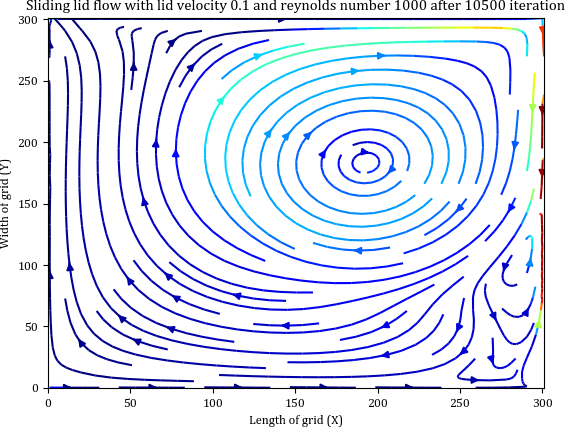 Sliding lid flow with lid velocity 0.1 and reynolds number 1000 after 10500 iteration
300
250
200
150
100
50
0
Width of grid (Y)
0 50 100 150 200 250 300
Length of grid (X)